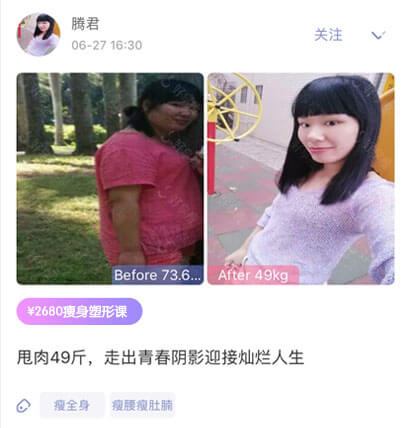 腾君
06-27 16:30
关注
Before 73.6...
After 49kg
¥2680瘦身塑形课
甩肉49斤，走出青春阴影迎接灿烂人生
瘦全身
瘦腰瘦肚腩